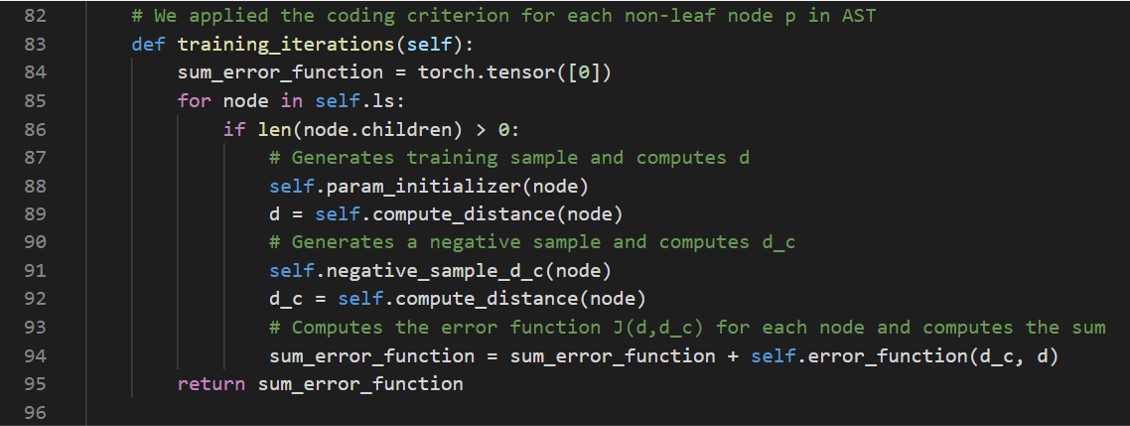 82 # We applied the coding criterion for each non-leaf node p in AST
83 def training_iterations(self):
84 sum_error_function = torch.tensor([0])
85 for node in self.ls:
86 if len(node.children) > 0:
87 # Generates training sample and computes d
88 self.param_initializer(node)
89 d = self.compute_distance(node)
90 # Generates a negative sample and computes d_c
91 self.negative_sample_d_c(node)
92 d_c = self.compute_distance(node)
93 # Computes the error function J(d,d_c) for each node and computes the sum
94 sum_error_function = sum_error_function + self.error_function(d_c, d)
95 return sum_error_function
96